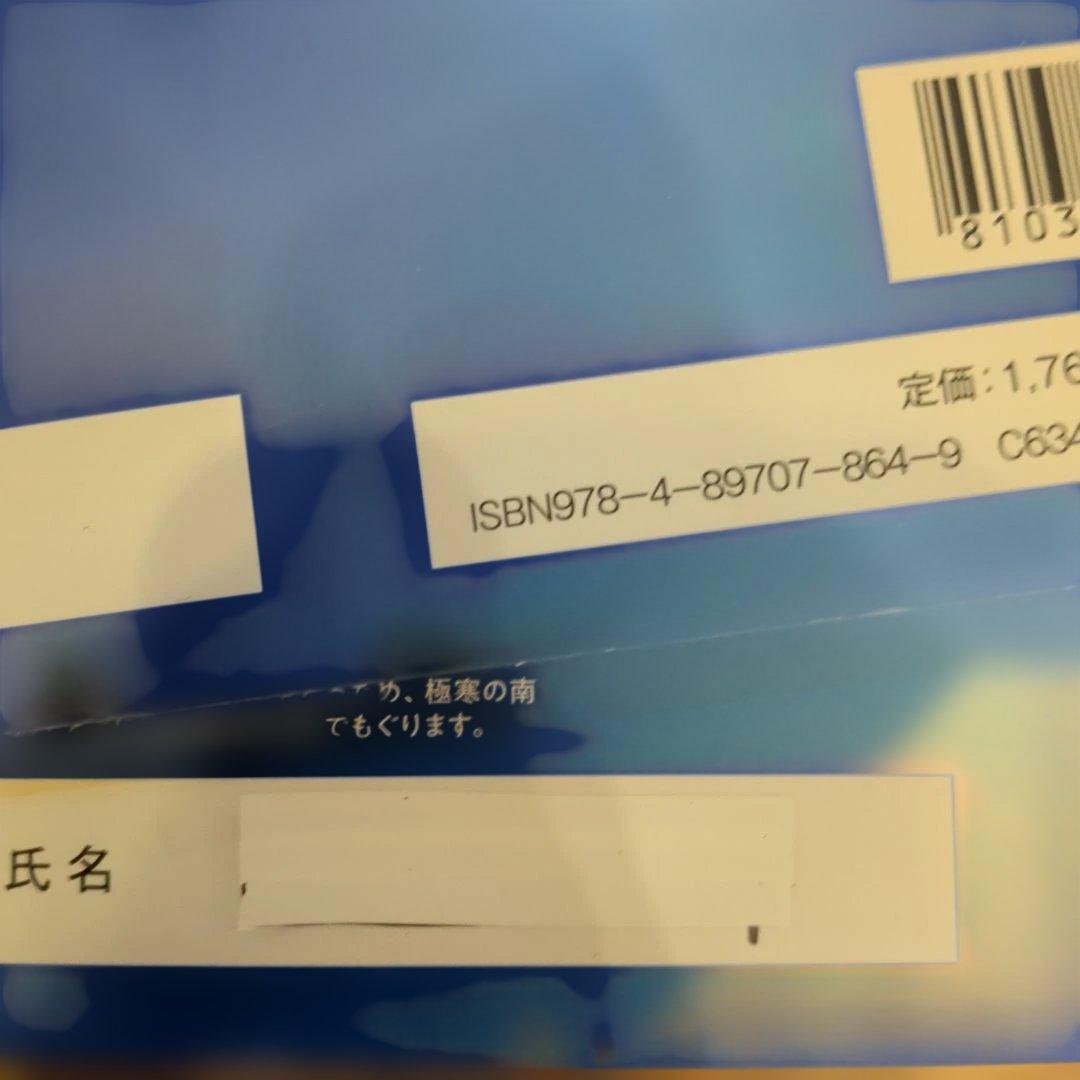 8103
定価：1,76
ISBN978-4-89707-864-9 C634
め、極寒の南
でもぐります。
氏名